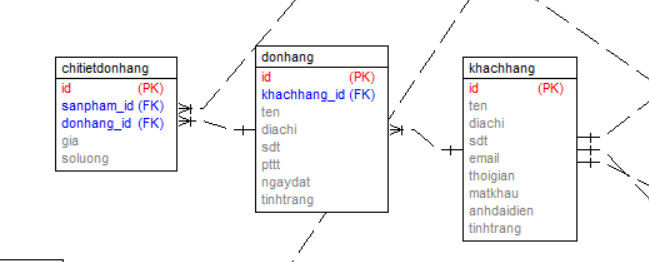 chitietdonhang
id (PK)
sanpham_id (FK)
donhang_id (FK)
gia
soluong
donhang
id (PK)
khachhang_id (FK)
ten
diachi
sdt
pttt
ngaydat
tinhtrang
khachhang
id (PK)
ten
diachi
sdt
email
thoigian
matkhau
anhdaidien
tinhtrang